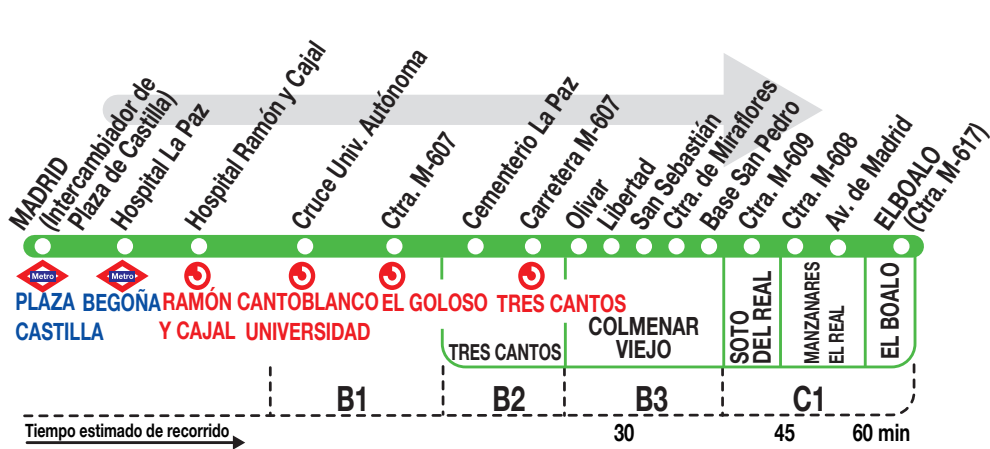 MADRID
(Intercambiador de
Plaza de Castilla)
Hospital La Paz
Hospital Ramón y Cajal
Cruce Univ. Autónoma
Ctra. M-607
Cementerio La Paz
Carretera M-607
Olivar
Libertad
San Sebastián
Ctra. de Miraflores
Base San Pedro
Ctra. M-609
Ctra. M-608
Av. de Madrid
ELBOALO
(Ctra. M-617)
Metro
Metro
PLAZA
CASTILLA
BEGOÑA
RAMÓN
Y CAJAL
CANTOBLANCO
UNIVERSIDAD
EL GOLOSO
TRES CANTOS
TRES CANTOS
COLMENAR
VIEJO
SOTO
DEL REAL
MANZANARES
EL REAL
EL BOALO
B1
B2
B3
C1
Tiempo estimado de recorrido
30
45
60 min